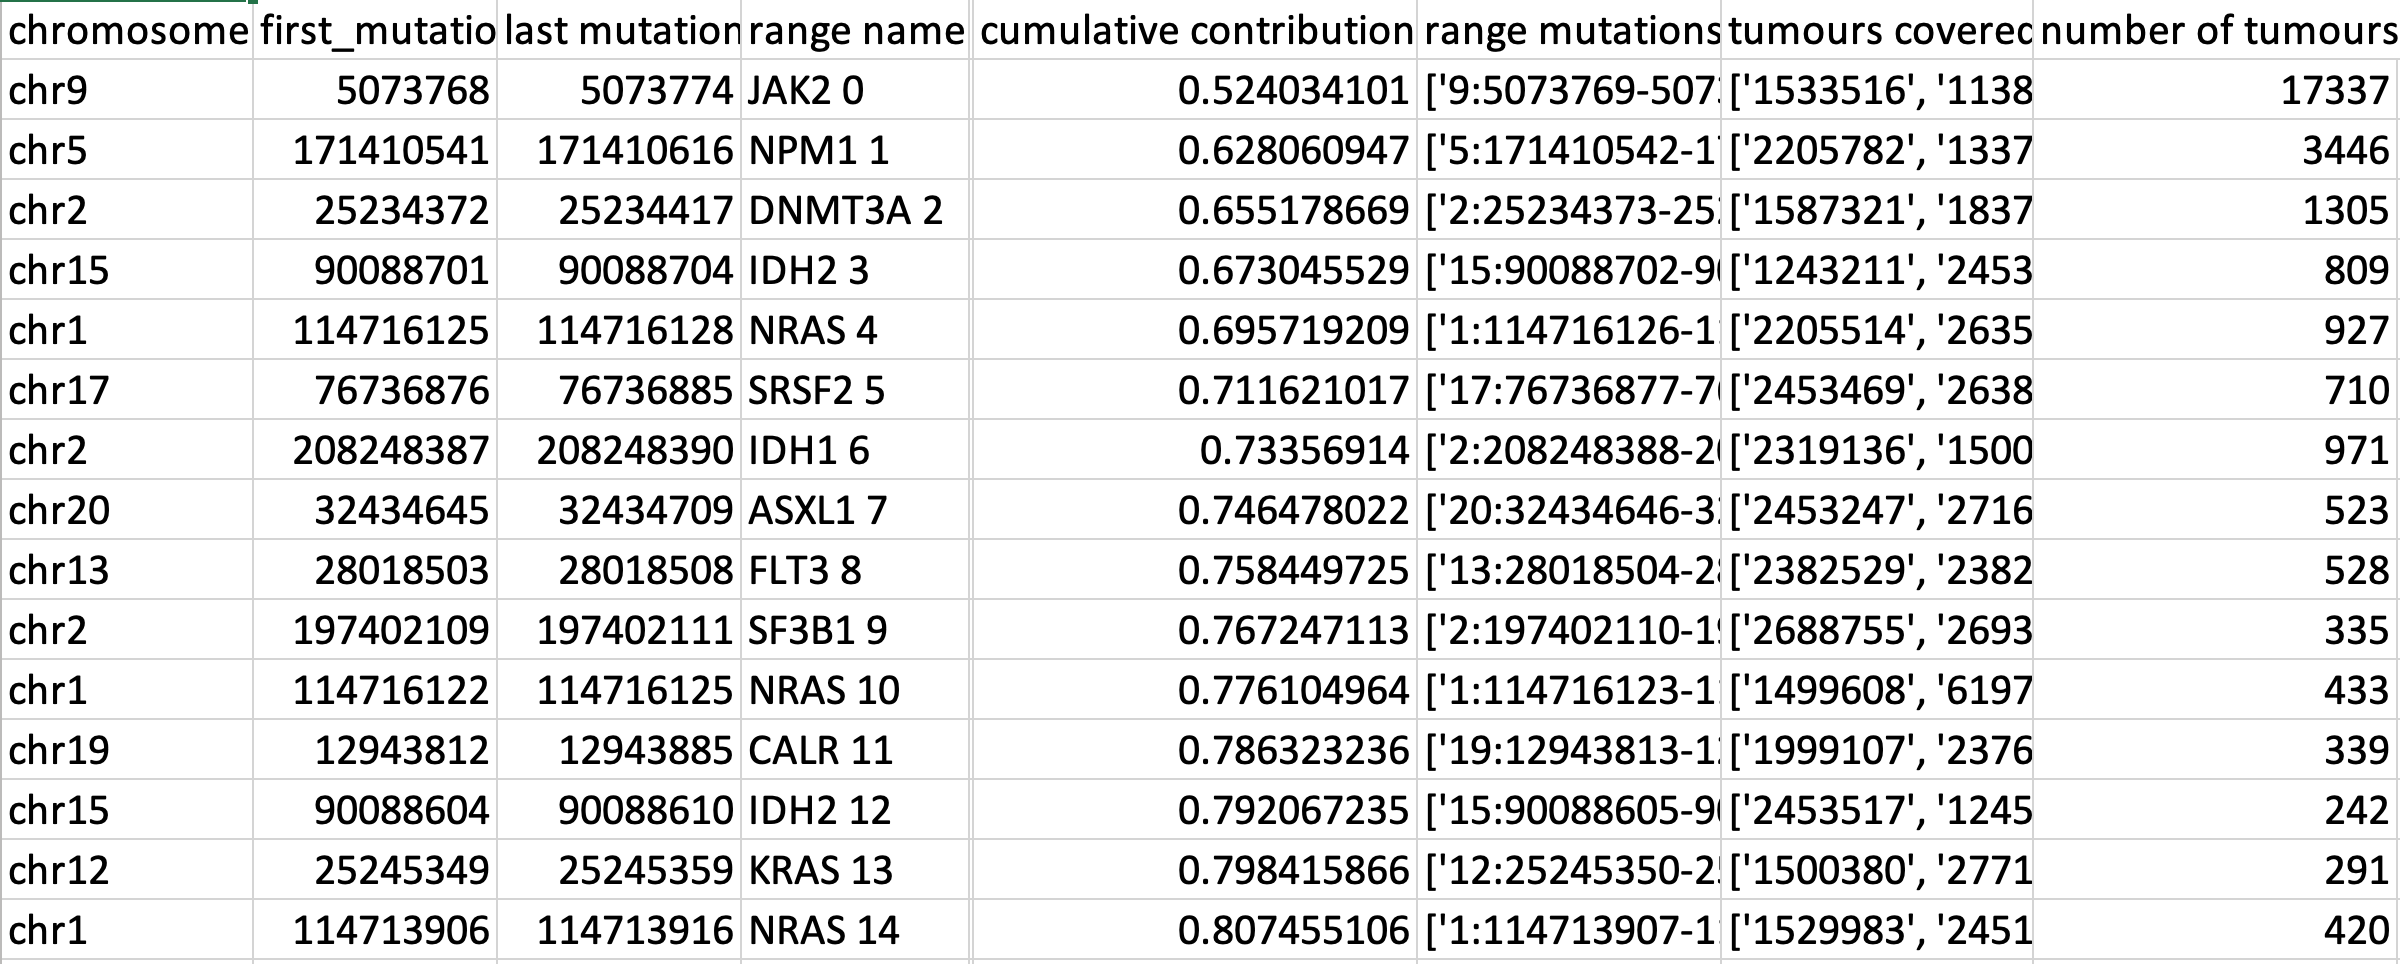 chromosome first_mutatio last mutation range name cumulative contribution range mutations tumours covered number of tumours
chr9 5073768 5073774 JAK2 0 0.524034101 ['9:5073769-507 ['1533516', '1138 17337
chr5 171410541 171410616 NPM1 1 0.628060947 ['5:171410542-1 ['2205782', '1337 3446
chr2 25234372 25234417 DNMT3A 2 0.655178669 ['2:25234373-25 ['1587321', '1837 1305
chr15 90088701 90088704 IDH2 3 0.673045529 ['15:90088702-9 ['1243211', '2453 809
chr1 114716125 114716128 NRAS 4 0.695719209 ['1:114716126-1 ['2205514', '2635 927
chr17 76736876 76736885 SRSF2 5 0.711621017 ['17:76736877-7 ['2453469', '2638 710
chr2 208248387 208248390 IDH1 6 0.73356914 ['2:208248388-2 ['2319136', '1500 971
chr20 32434645 32434709 ASXL1 7 0.746478022 ['20:32434646-3 ['2453247', '2716 523
chr13 28018503 28018508 FLT3 8 0.758449725 ['13:28018504-2 ['2382529', '2382 528
chr2 197402109 197402111 SF3B1 9 0.767247113 ['2:197402110-1 ['2688755', '2693 335
chr1 114716122 114716125 NRAS 10 0.776104964 ['1:114716123-1 ['1499608', '6197 433
chr19 12943812 12943885 CALR 11 0.786323236 ['19:12943813-1 ['1999107', '2376 339
chr15 90088604 90088610 IDH2 12 0.792067235 ['15:90088605-9 ['2453517', '1245 242
chr12 25245349 25245359 KRAS 13 0.798415866 ['12:25245350-2 ['1500380', '2771 291
chr1 114713906 114713916 NRAS 14 0.807455106 ['1:114713907-1 ['1529983', '2451 420